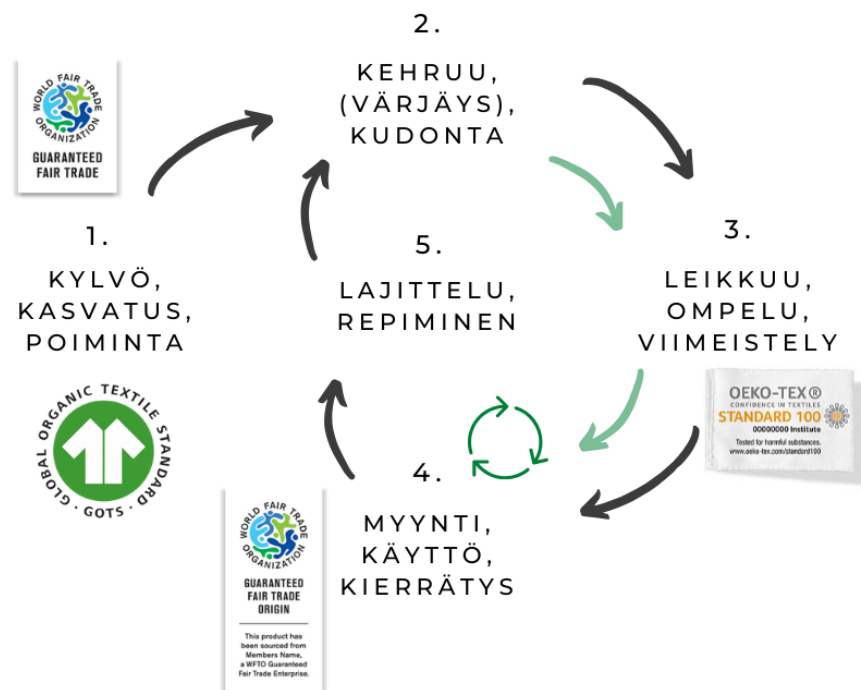 2.
KEHRUU,
(VÄRJÄYS),
KUDONTA
WORLD FAIR TRADE
ORGANIZATION
GUARANTEED
FAIR TRADE
1.
KYLVÖ,
KASVATUS,
POIMINTA
5.
LAJITTELU,
REPIMINEN
3.
LEIKKUU,
OMPELU,
VIIMEISTELY
GLOBAL ORGANIC TEXTILE STANDARD
· GOTS ·
OEKO-TEX®
CONFIDENCE IN TEXTILES
STANDARD 100
00000000 Institute
Tested for harmful substances.
www.oeko-tex.com/standard100
4.
MYYNTI,
KÄYTTÖ,
KIERRÄTYS
WORLD FAIR TRADE
ORGANIZATION
GUARANTEED
FAIR TRADE
ORIGIN
This product has
been sourced from
Members Name,
a WFTO Guaranteed
Fair Trade Enterprise.